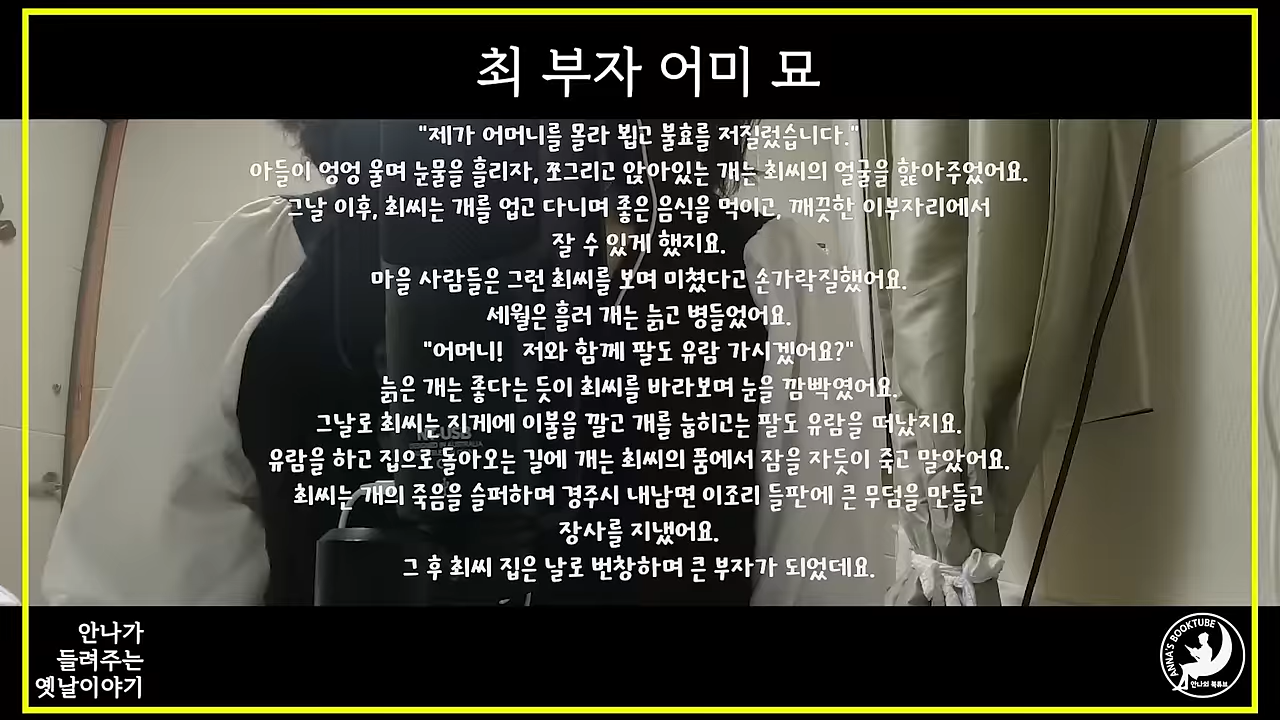 최 부자 어미 묘
"제가 어머니를 몰라 뵙고 불효를 저질렀습니다."
아들이 엉엉 울며 눈물을 흘리자, 쪼그리고 앉아있는 개는 최씨의 얼굴을 핥아주었어요.
그날 이후, 최씨는 개를 업고 다니며 좋은 음식을 먹이고, 깨끗한 이부자리에서
잘 수 있게 했지요.
마을 사람들은 그런 최씨를 보며 미쳤다고 손가락질했어요.
세월은 흘러 개는 늙고 병들었어요.
"어머니! 저와 함께 팔도 유람 가시겠어요?"
늙은 개는 좋다는 듯이 최씨를 바라보며 눈을 깜빡였어요.
그날로 최씨는 지게에 이불을 깔고 개를 눕히고는 팔도 유람을 떠났지요.
유람을 하고 집으로 돌아오는 길에 개는 최씨의 품에서 잠을 자듯이 죽고 말았어요.
최씨는 개의 죽음을 슬퍼하며 경주시 내남면 이조리 들판에 큰 무덤을 만들고
장사를 지냈어요.
그 후 최씨 집은 날로 번창하며 큰 부자가 되었데요.
안나가
들려주는
옛날이야기
ANNA'S BOOKTUBE
안나의 북튜브